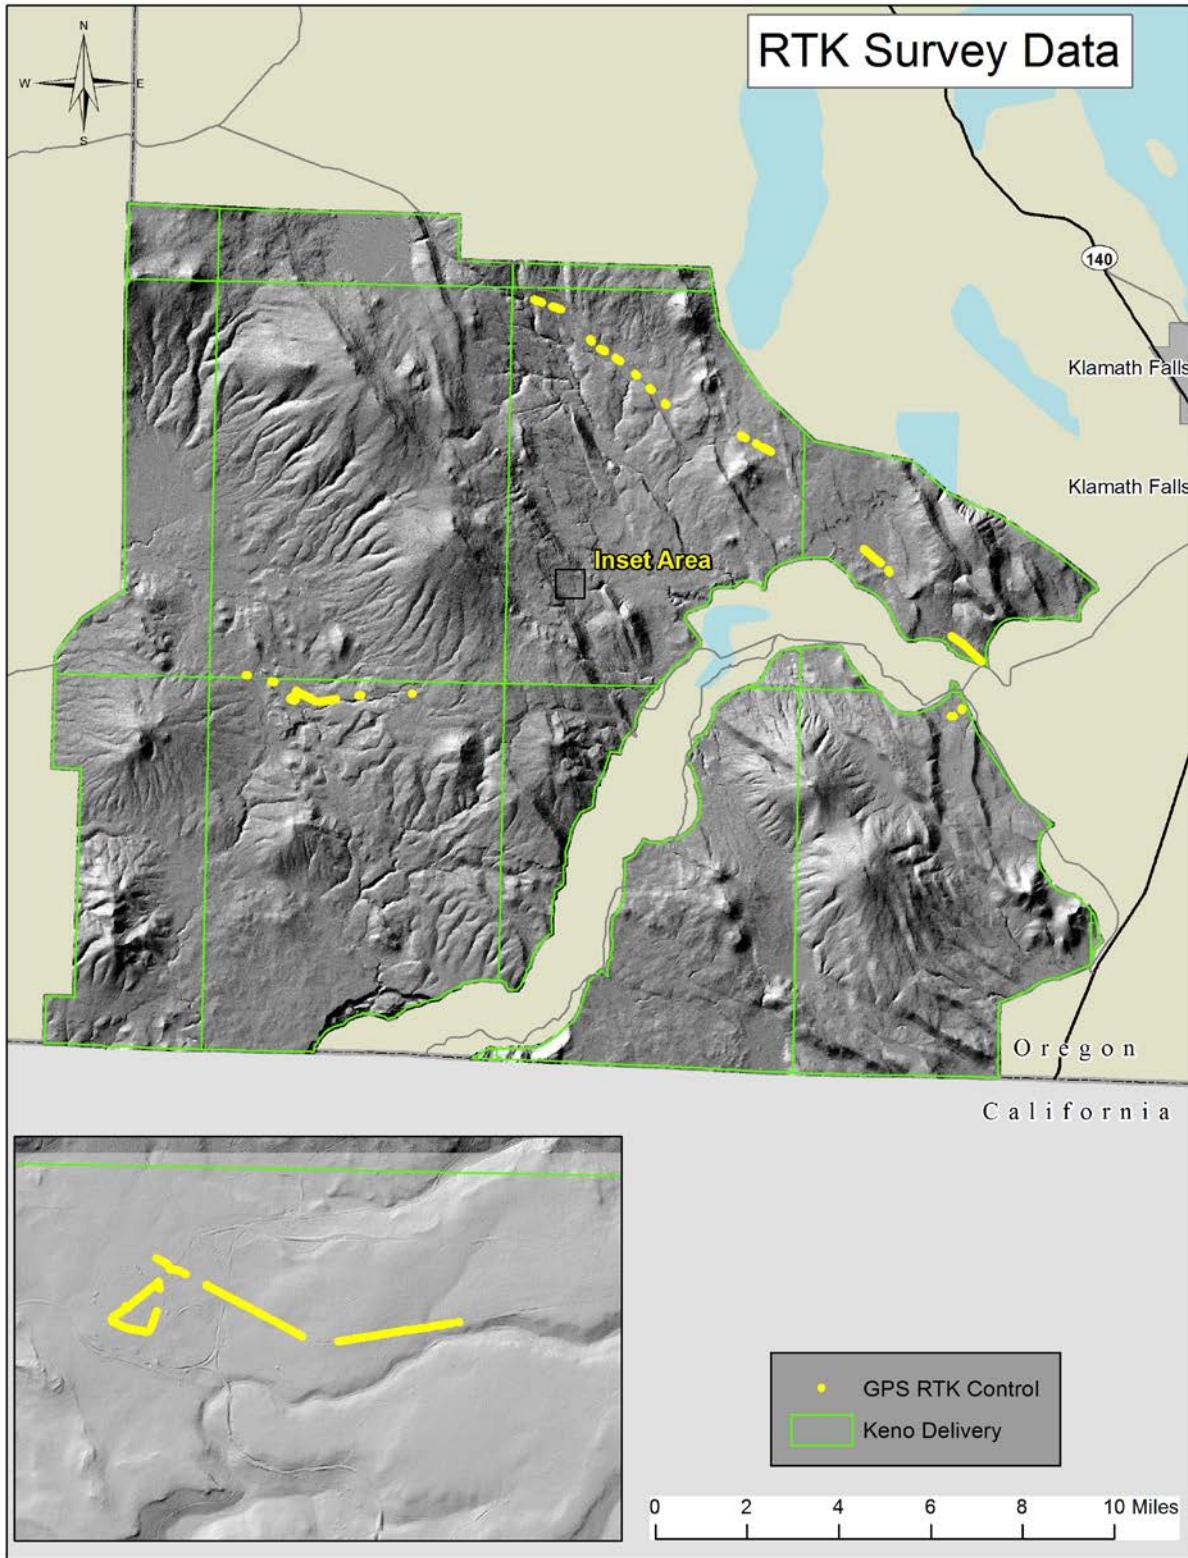 RTK Survey Data
N
W E
S
140
Klamath Falls
Klamath Falls
Inset Area
Oregon
California
GPS RTK Control
Keno Delivery
0 2 4 6 8 10 Miles